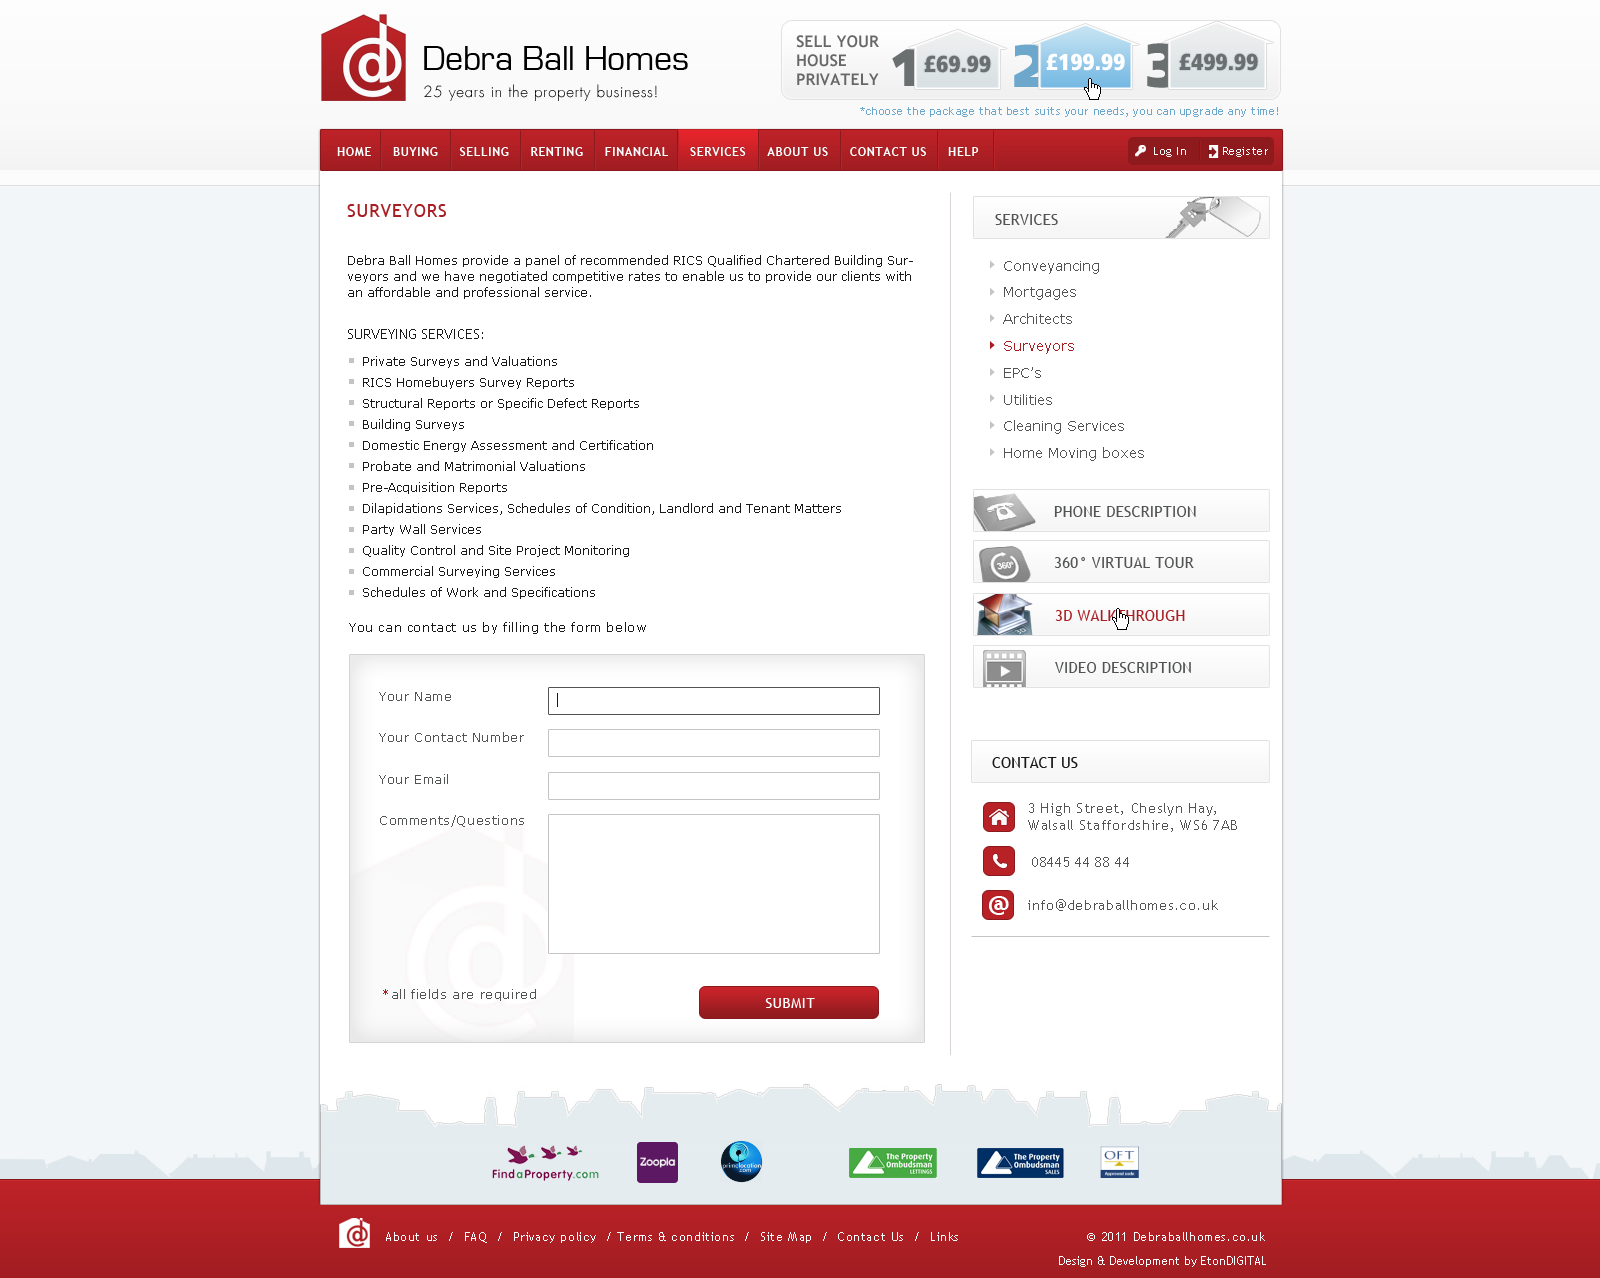 Debra Ball Homes
25 years in the property business!
SELL YOUR
HOUSE
PRIVATELY
1 £69.99
2 £199.99
3 £499.99
*choose the package that best suits your needs, you can upgrade any time!
HOME BUYING SELLING RENTING FINANCIAL SERVICES ABOUT US CONTACT US HELP
Log In Register
SURVEYORS
Debra Ball Homes provide a panel of recommended RICS Qualified Chartered Building Sur-
veyors and we have negotiated competitive rates to enable us to provide our clients with
an affordable and professional service.
SURVEYING SERVICES:
Private Surveys and Valuations
RICS Homebuyers Survey Reports
Structural Reports or Specific Defect Reports
Building Surveys
Domestic Energy Assessment and Certification
Probate and Matrimonial Valuations
Pre-Acquisition Reports
Dilapidations Services, Schedules of Condition, Landlord and Tenant Matters
Party Wall Services
Quality Control and Site Project Monitoring
Commercial Surveying Services
Schedules of Work and Specifications
You can contact us by filling the form below
Your Name
Your Contact Number
Your Email
Comments/Questions
*all fields are required
SUBMIT
SERVICES
Conveyancing
Mortgages
Architects
Surveyors
EPC's
Utilities
Cleaning Services
Home Moving boxes
PHONE DESCRIPTION
360° 360° VIRTUAL TOUR
3D WALKTHROUGH
VIDEO DESCRIPTION
CONTACT US
3 High Street, Cheslyn Hay,
Walsall Staffordshire, WS6 7AB
08445 44 88 44
@ info@debraballhomes.co.uk
FindaProperty.com
Zoopla
primelocation
.com
The Property
Ombudsman
LETTINGS
The Property
Ombudsman
SALES
OFT
Approved code
About us / FAQ / Privacy policy / Terms & conditions / Site Map / Contact Us / Links
© 2011 Debraballhomes.co.uk
Design & Development by EtonDIGITAL